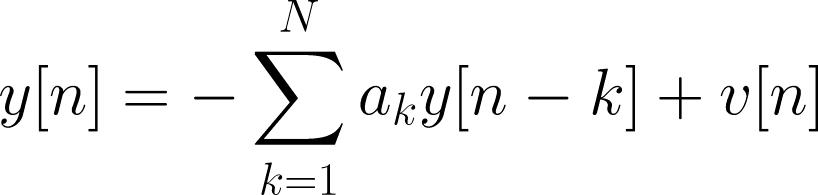 y[n] = -\sum_{k=1}^{N} a_k y[n-k] + v[n]